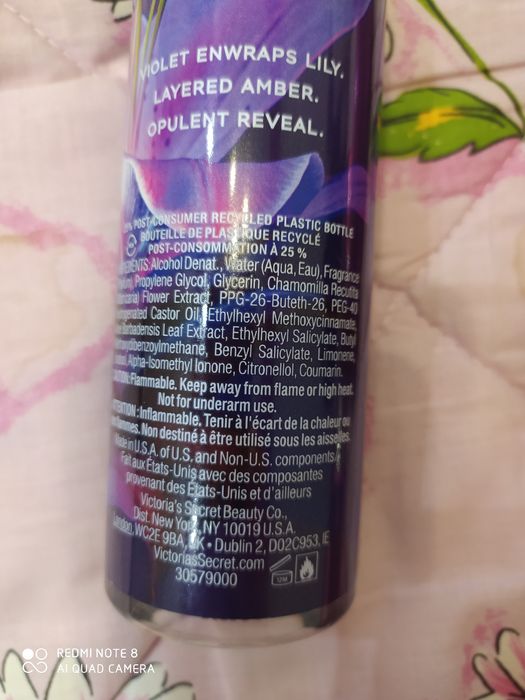 VIOLET ENWRAPS LILY.
LAYERED AMBER.
OPULENT REVEAL.
25% POST-CONSUMER RECYCLED PLASTIC BOTTLE
BOUTEILLE DE PLASTIQUE RECYCLÉ
POST-CONSOMMATION À 25 %
INGREDIENTS: Alcohol Denat., Water (Aqua, Eau), Fragrance
Propylene Glycol, Glycerin, Chamomilla Recutita
Flower Extract, PPG-26-Buteth-26, PEG-40
Hydrogenated Castor Oil, Ethylhexyl Methoxycinnamate,
Barbadensis Leaf Extract, Ethylhexyl Salicylate, Butyl
Benzyl Salicylate, Limonene,
Alpha-Isomethyl Ionone, Citronellol, Coumarin.
CAUTION: Flammable. Keep away from flame or high heat.
Not for underarm use.
ATTENTION : Inflammable. Tenir à l'écart de la chaleur ou
flammes. Non destiné à être utilisé sous les aisselles.
Made in U.S.A. of U.S. and Non-U.S. components/
Fait aux États-Unis avec des composantes
provenant des États-Unis et d'ailleurs
Victoria's Secret Beauty Co.,
Dist. New York, NY 10019 U.S.A.
London, WC2E 9BA, UK • Dublin 2, D02C953, IE
VictoriasSecret.com
30579000
12M
REDMI NOTE 8
AI QUAD CAMERA